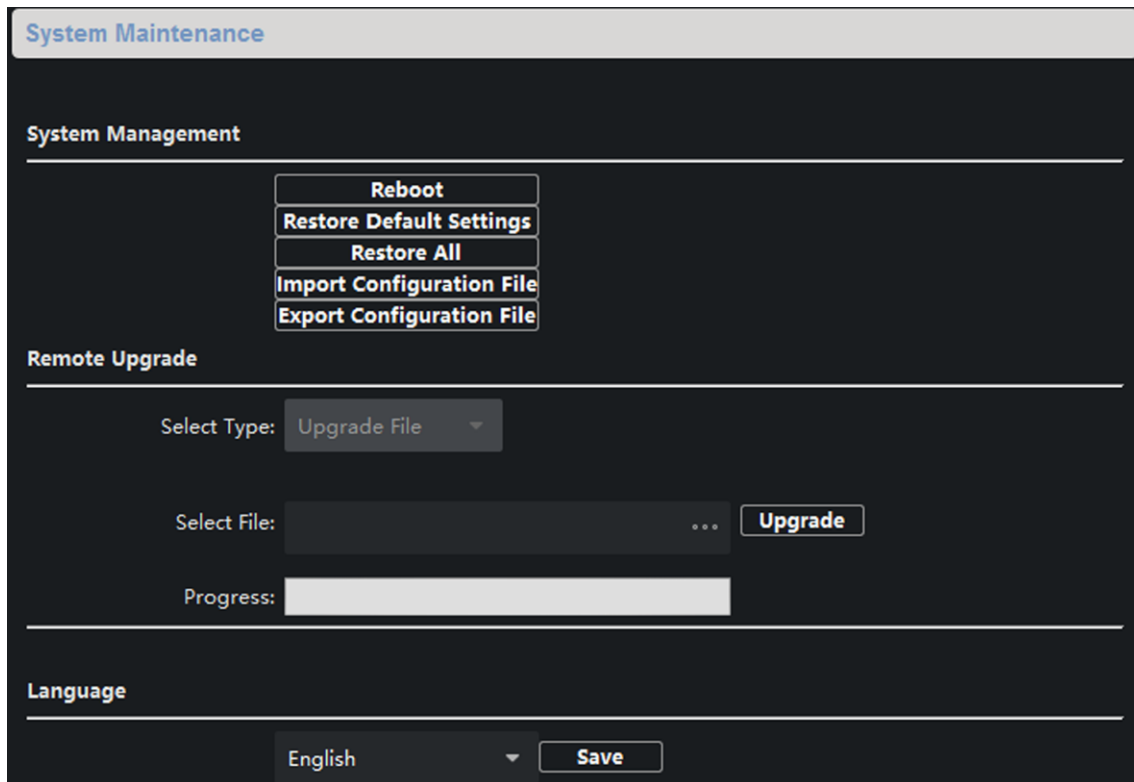 System Maintenance
System Management
Reboot
Restore Default Settings
Restore All
Import Configuration File
Export Configuration File
Remote Upgrade
Select Type: Upgrade File
Select File: ... Upgrade
Progress:
Language
English Save